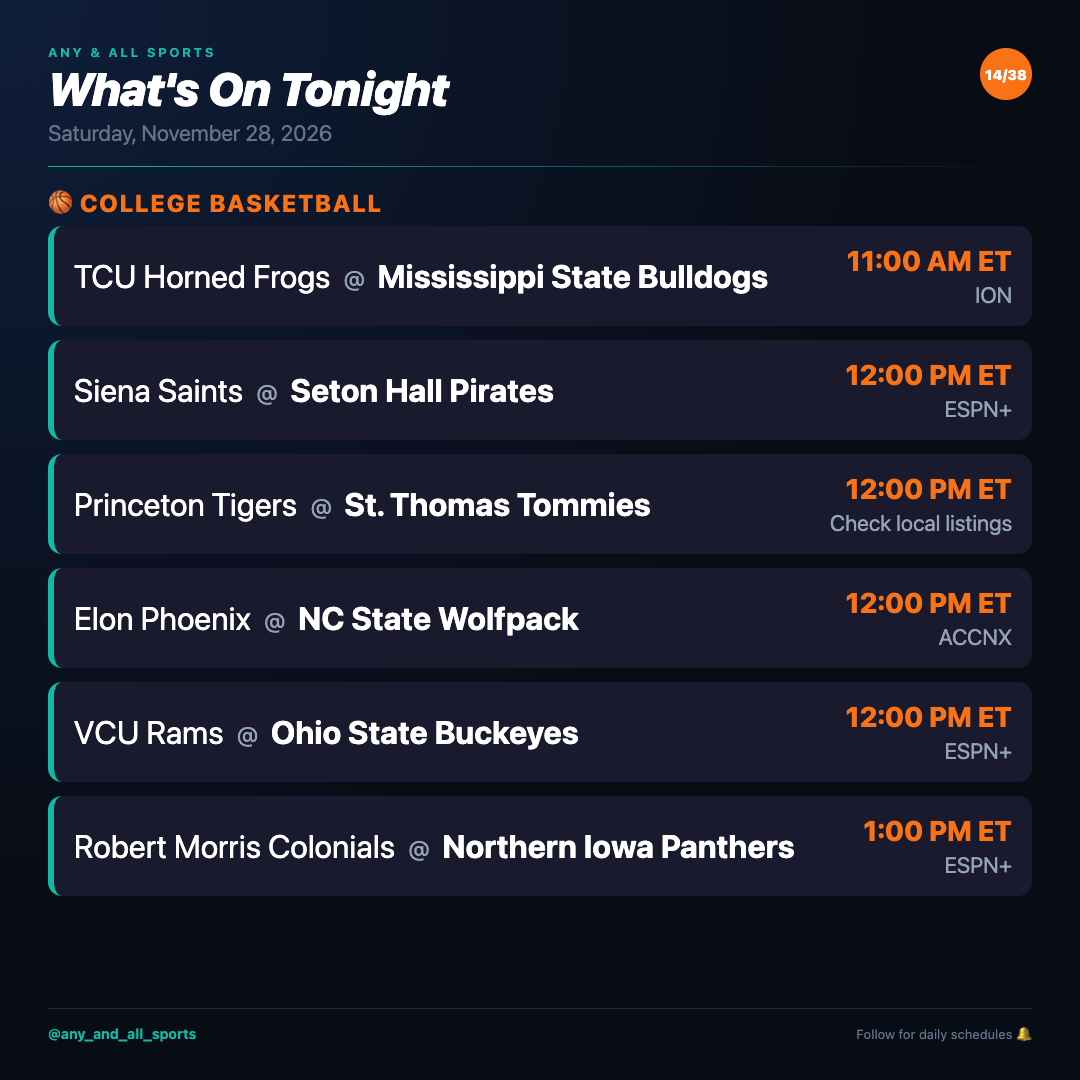 ANY & ALL SPORTS
What's On Tonight
14/38
Saturday, November 28, 2026
🏀 COLLEGE BASKETBALL
TCU Horned Frogs @ Mississippi State Bulldogs
11:00 AM ET
ION
Siena Saints @ Seton Hall Pirates
12:00 PM ET
ESPN+
Princeton Tigers @ St. Thomas Tommies
12:00 PM ET
Check local listings
Elon Phoenix @ NC State Wolfpack
12:00 PM ET
ACCNX
VCU Rams @ Ohio State Buckeyes
12:00 PM ET
ESPN+
Robert Morris Colonials @ Northern Iowa Panthers
1:00 PM ET
ESPN+
@any_and_all_sports
Follow for daily schedules 🔔